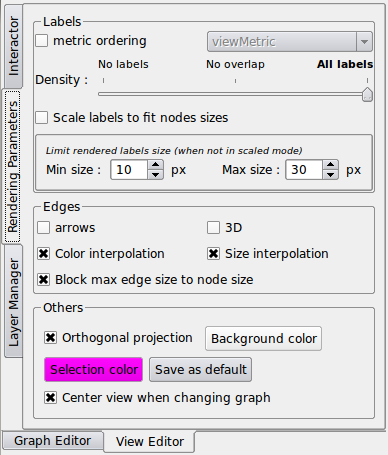 Interactor
Rendering Parameters
Layer Manager
Labels
metric ordering
viewMetric
No labels No overlap All labels
Density :
Scale labels to fit nodes sizes
Limit rendered labels size (when not in scaled mode)
Min size : 10 px Max size : 30 px
Edges
arrows 3D
Color interpolation Size interpolation
Block max edge size to node size
Others
Orthogonal projection Background color
Selection color Save as default
Center view when changing graph
Graph Editor View Editor